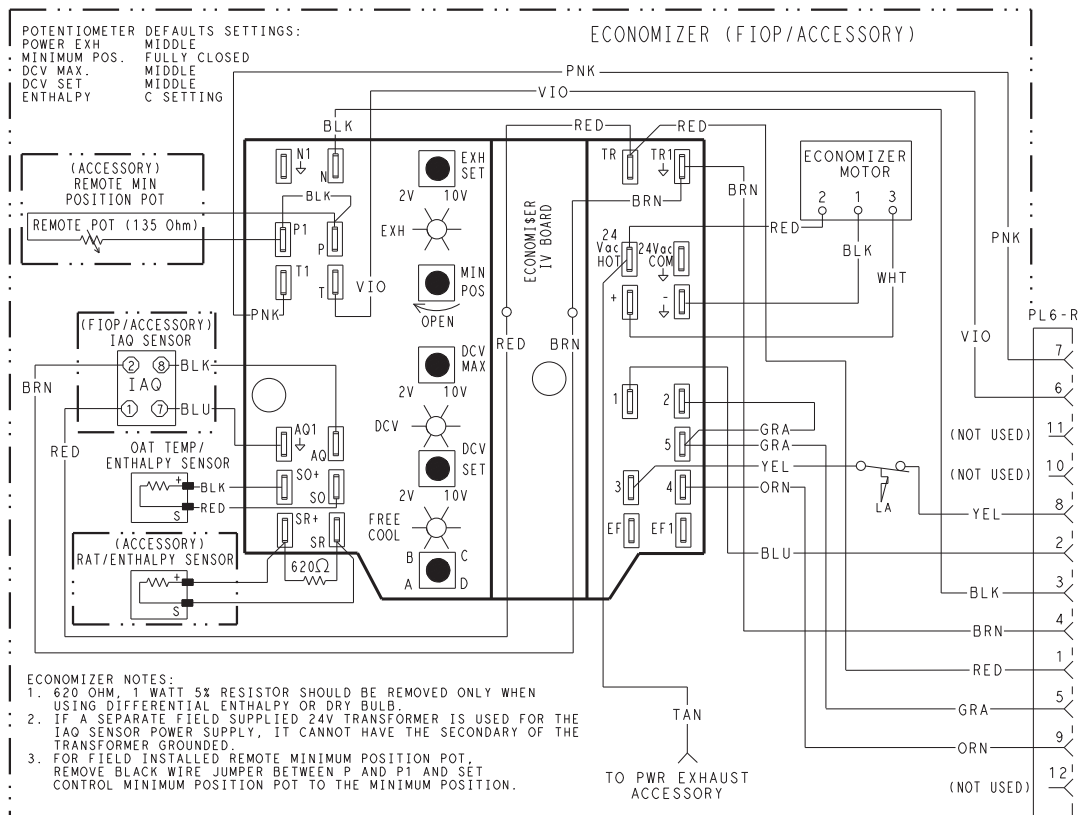 POTENTIOMETER DEFAULTS SETTINGS:
POWER EXH MIDDLE
MINIMUM POS. FULLY CLOSED
DCV MAX. MIDDLE
DCV SET MIDDLE
ENTHALPY C SETTING
ECONOMIZER (FIOP/ACCESSORY)
PNK
VIO
BLK
RED
RED
N1
N
EXH
SET
2V 10V
TR
TR1
ECONOMIZER
MOTOR
2 1 3
(ACCESSORY)
REMOTE MIN
POSITION POT
REMOTE POT (135 Ohm)
BLK
P1
P
EXH
ECONOMI$ER
IV BOARD
BRN
BRN
RED
24
Vac
HOT
24Vac
COM
BLK
WHT
PNK
T1
T
VIO
MIN
POS
OPEN
+
-
PNK
RED
BRN
VIO
PL6-R
7
6
(FIOP/ACCESSORY)
IAQ SENSOR
2 8
BLK
IAQ
1 7
BLU
BRN
RED
DCV
MAX
2V 10V
1
2
DCV
AQ1
AQ
GRA
5
GRA
(NOT USED) 11
OAT TEMP/
ENTHALPY SENSOR
+
BLK
S
RED
SO+
SO
DCV
SET
2V 10V
YEL
3
4
ORN
LA
(NOT USED) 10
8
YEL
(ACCESSORY)
RAT/ENTHALPY SENSOR
+
S
SR+
SR
620Ω
FREE
COOL
EF
EF1
B C
A D
BLU
2
BLK
3
BRN
4
RED
1
GRA
5
ORN
9
(NOT USED) 12
TAN
TO PWR EXHAUST
ACCESSORY
ECONOMIZER NOTES:
1. 620 OHM, 1 WATT 5% RESISTOR SHOULD BE REMOVED ONLY WHEN
USING DIFFERENTIAL ENTHALPY OR DRY BULB.
2. IF A SEPARATE FIELD SUPPLIED 24V TRANSFORMER IS USED FOR THE
IAQ SENSOR POWER SUPPLY, IT CANNOT HAVE THE SECONDARY OF THE
TRANSFORMER GROUNDED.
3. FOR FIELD INSTALLED REMOTE MINIMUM POSITION POT,
REMOVE BLACK WIRE JUMPER BETWEEN P AND P1 AND SET
CONTROL MINIMUM POSITION POT TO THE MINIMUM POSITION.